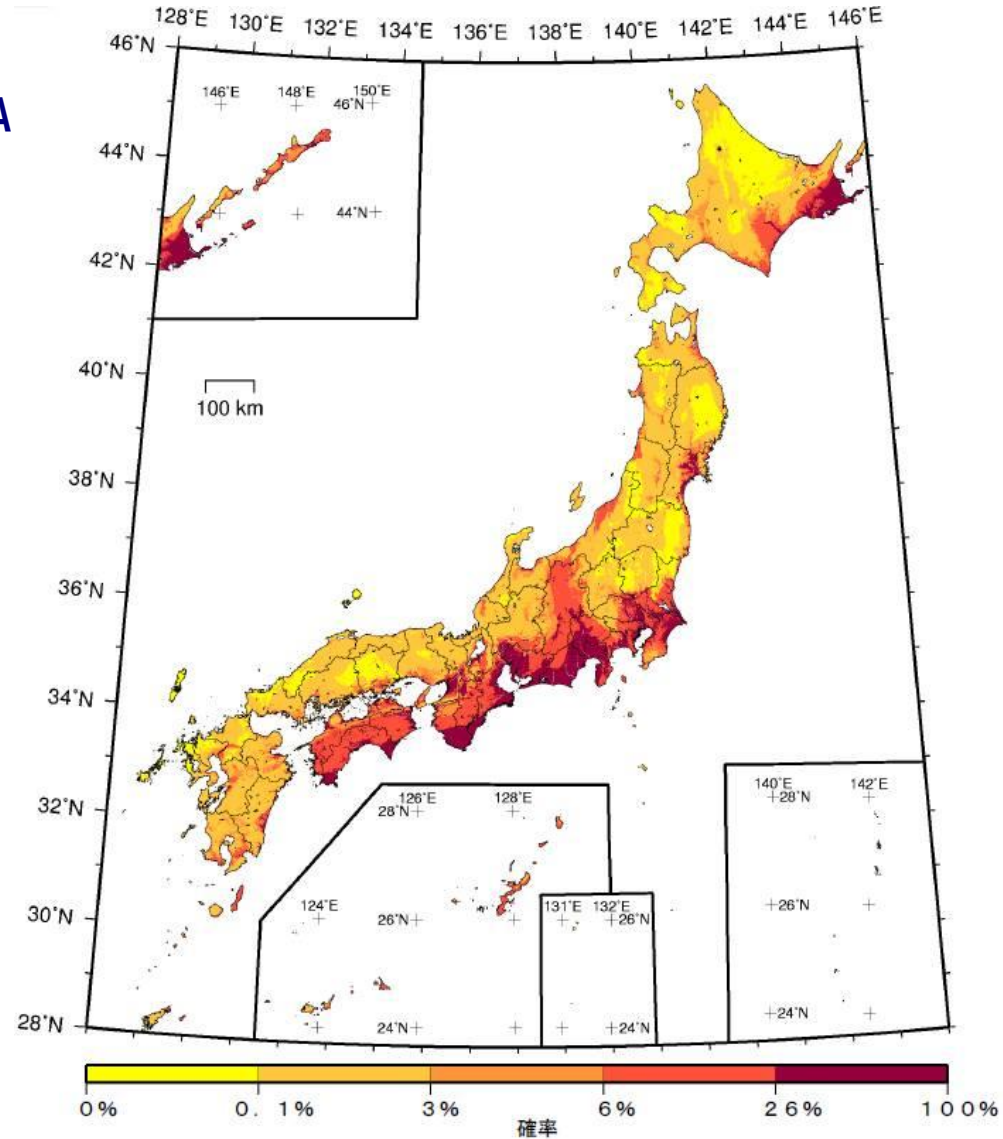 128°E 130°E 132°E 134°E 136°E 138°E 140°E 142°E 144°E 146°E
46°N
146°E 148°E 150°E
46°N
A
44°N
44°N
42°N
40°N
100 km
38°N
36°N
34°N
32°N
126°E 128°E
28°N
140°E 142°E
28°N
30°N
124°E
26°N
131°E 132°E
26°N
26°N
28°N
24°N
24°N
24°N
0% 0.1% 3% 6% 26% 100%
確率